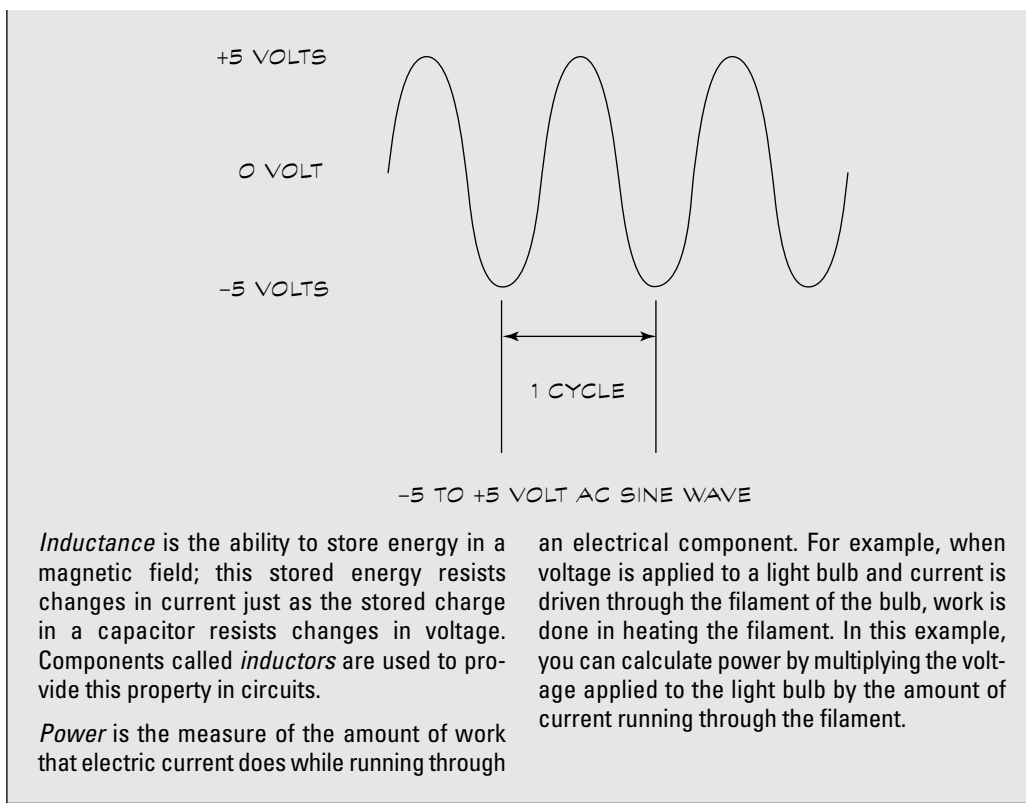 +5 VOLTS
0 VOLT
–5 VOLTS
1 CYCLE
–5 TO +5 VOLT AC SINE WAVE
Inductance is the ability to store energy in a
magnetic field; this stored energy resists
changes in current just as the stored charge
in a capacitor resists changes in voltage.
Components called inductors are used to pro-
vide this property in circuits.
Power is the measure of the amount of work
that electric current does while running through
an electrical component. For example, when
voltage is applied to a light bulb and current is
driven through the filament of the bulb, work is
done in heating the filament. In this example,
you can calculate power by multiplying the volt-
age applied to the light bulb by the amount of
current running through the filament.